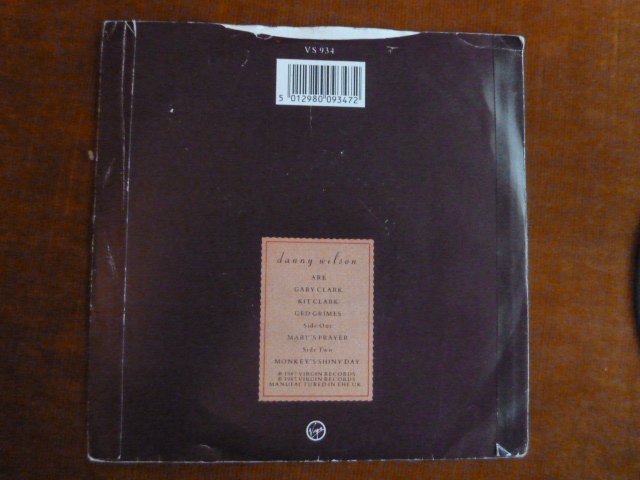 VS 934
5 012980 093472
danny wilson
ARE
GARY CLARK
KIT CLARK
GED GRIMES
Side One
MARY'S PRAYER
Side Two
MONKEY'S SHINY DAY
℗ 1987 VIRGIN RECORDS
© 1987 VIRGIN RECORDS
MANUFACTURED IN THE UK
Virgin